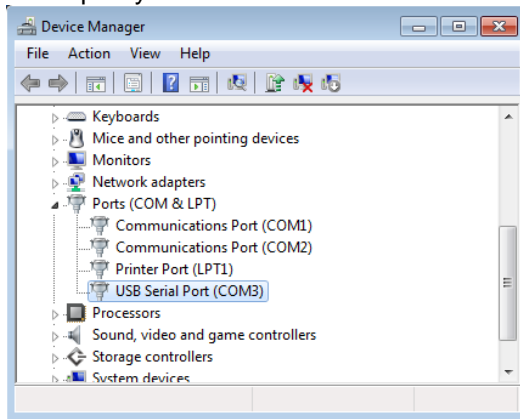 Device Manager
File Action View Help
Keyboards
Mice and other pointing devices
Monitors
Network adapters
Ports (COM & LPT)
Communications Port (COM1)
Communications Port (COM2)
Printer Port (LPT1)
USB Serial Port (COM3)
Processors
Sound, video and game controllers
Storage controllers
System devices